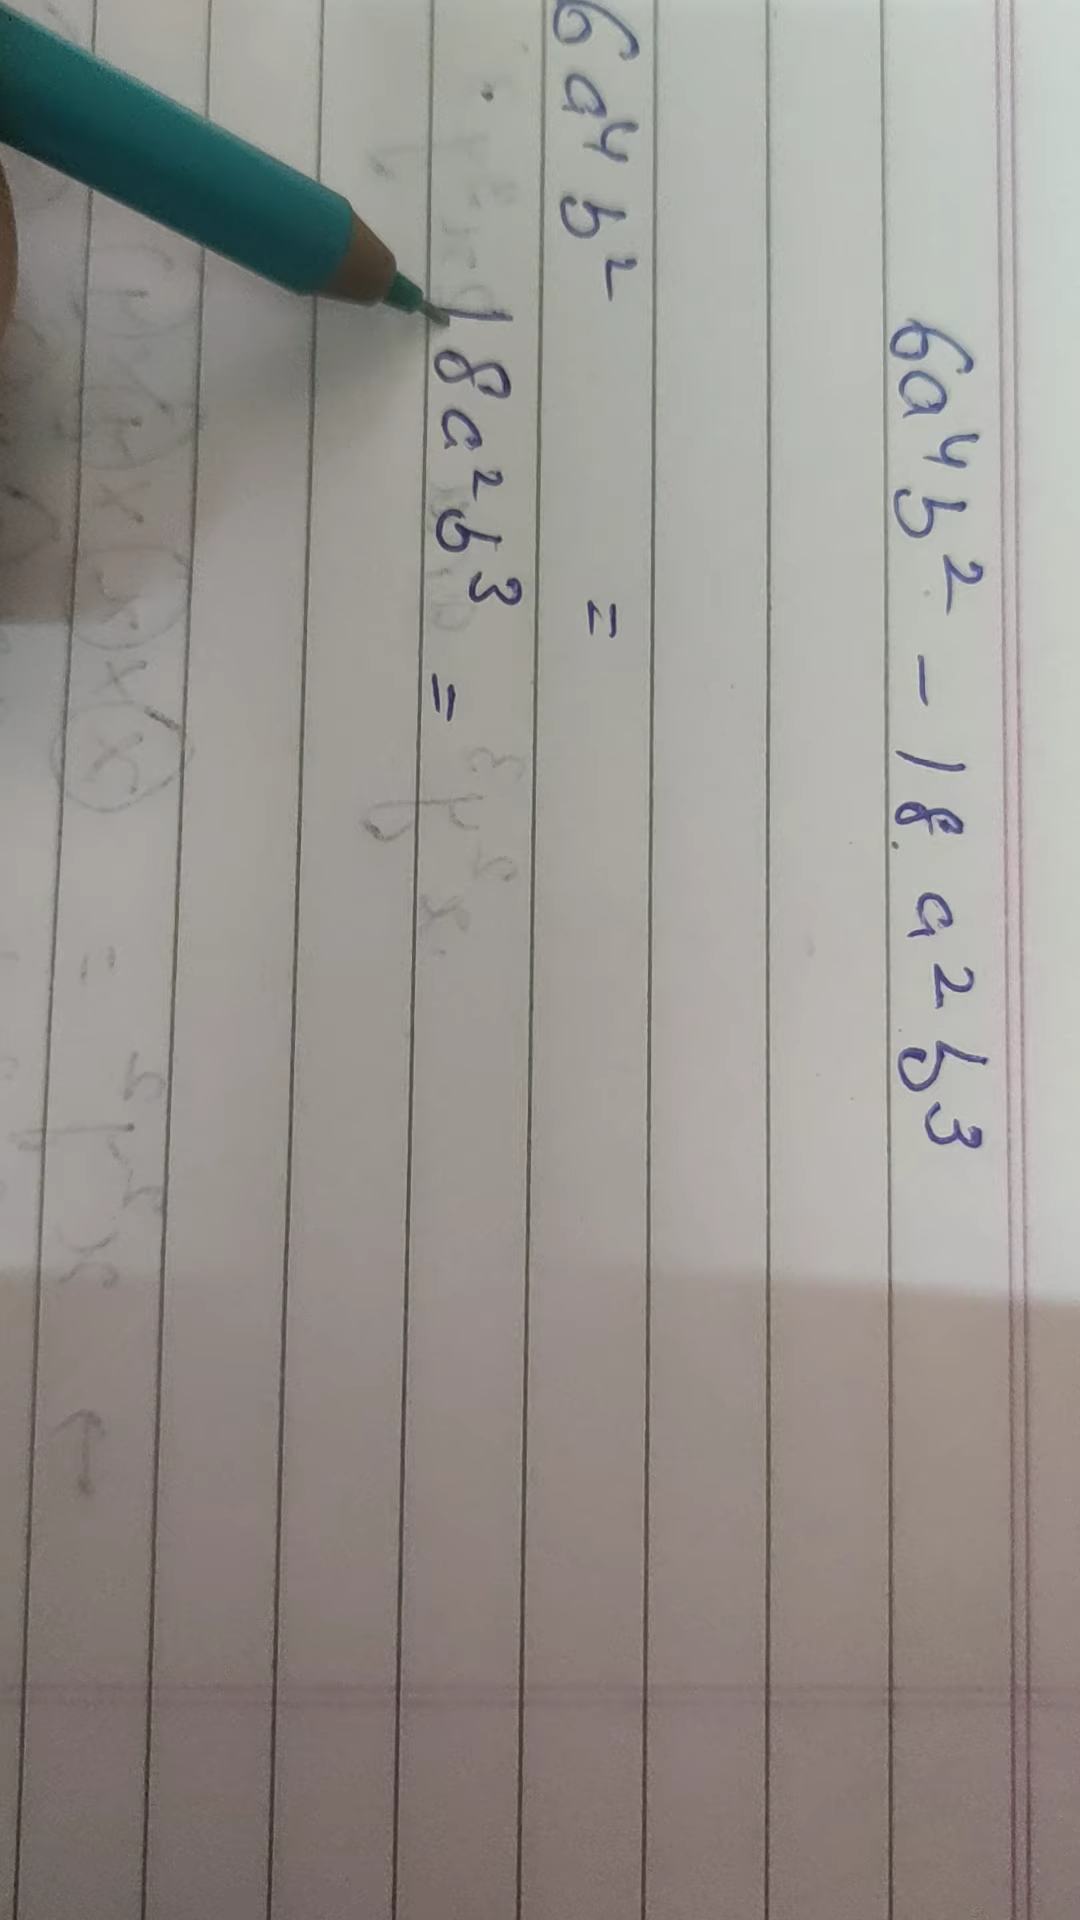 6a⁴b² - 18a²b³
6a⁴b² =
18a²b³ =